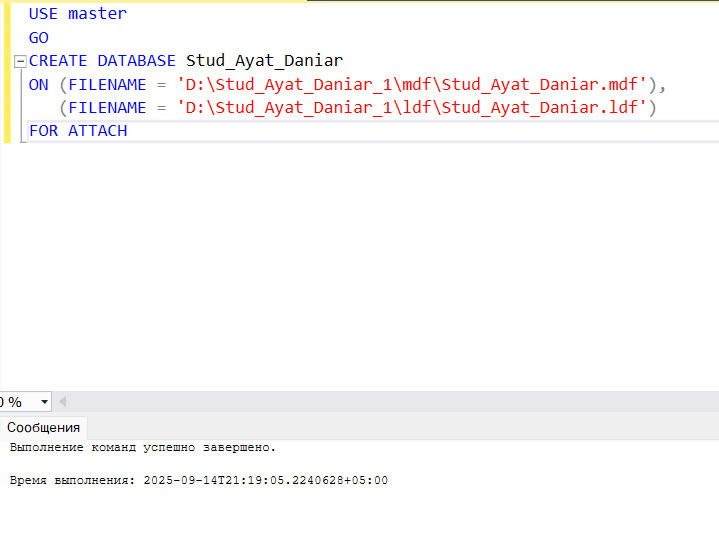 USE master
GO
CREATE DATABASE Stud_Ayat_Daniar
ON (FILENAME = 'D:\Stud_Ayat_Daniar_1\mdf\Stud_Ayat_Daniar.mdf'),
(FILENAME = 'D:\Stud_Ayat_Daniar_1\ldf\Stud_Ayat_Daniar.ldf')
FOR ATTACH
0 %
Сообщения
Выполнение команд успешно завершено.
Время выполнения: 2025-09-14T21:19:05.2240628+05:00